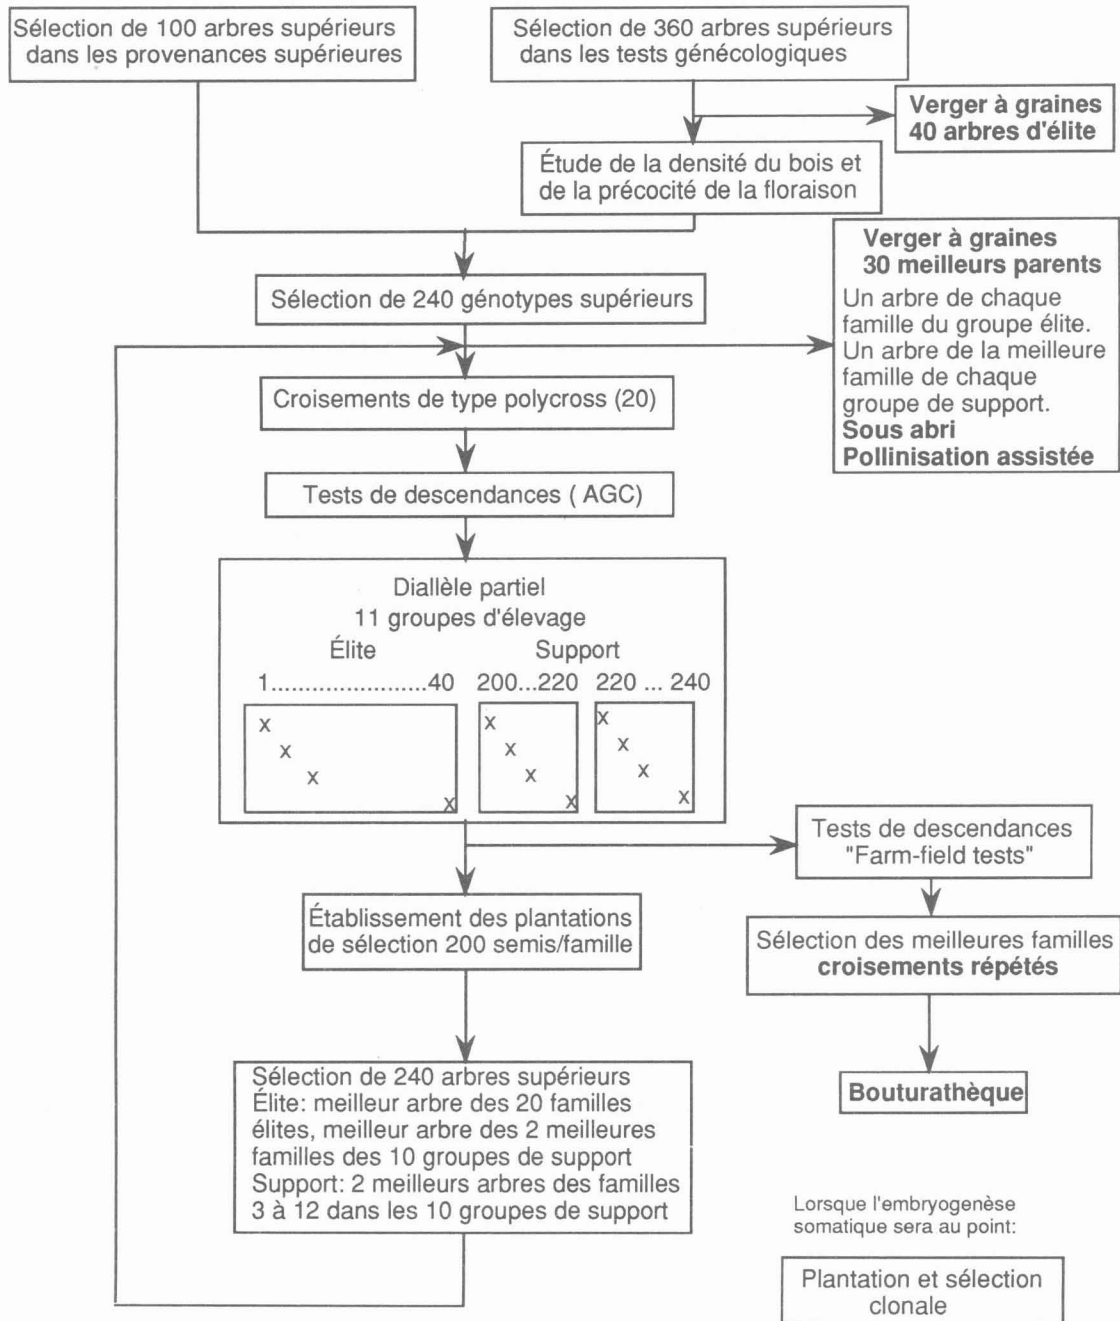 Sélection de 100 arbres supérieurs
dans les provenances supérieures
Sélection de 360 arbres supérieurs
dans les tests génécologiques
Verger à graines
40 arbres d'élite
Étude de la densité du bois et
de la précocité de la floraison
Verger à graines
30 meilleurs parents
Un arbre de chaque
famille du groupe élite.
Un arbre de la meilleure
famille de chaque
groupe de support.
Sous abri
Pollinisation assistée
Sélection de 240 génotypes supérieurs
Croisements de type polycross (20)
Tests de descendances ( AGC)
Diallèle partiel
11 groupes d'élevage
Élite Support
1.......................40 200...220 220 ... 240
x x x
x x x
x x x
x x x
Tests de descendances
"Farm-field tests"
Établissement des plantations
de sélection 200 semis/famille
Sélection des meilleures familles
croisements répétés
Bouturathèque
Sélection de 240 arbres supérieurs
Élite: meilleur arbre des 20 familles
élites, meilleur arbre des 2 meilleures
familles des 10 groupes de support
Support: 2 meilleurs arbres des familles
3 à 12 dans les 10 groupes de support
Lorsque l'embryogenèse
somatique sera au point:
Plantation et sélection
clonale